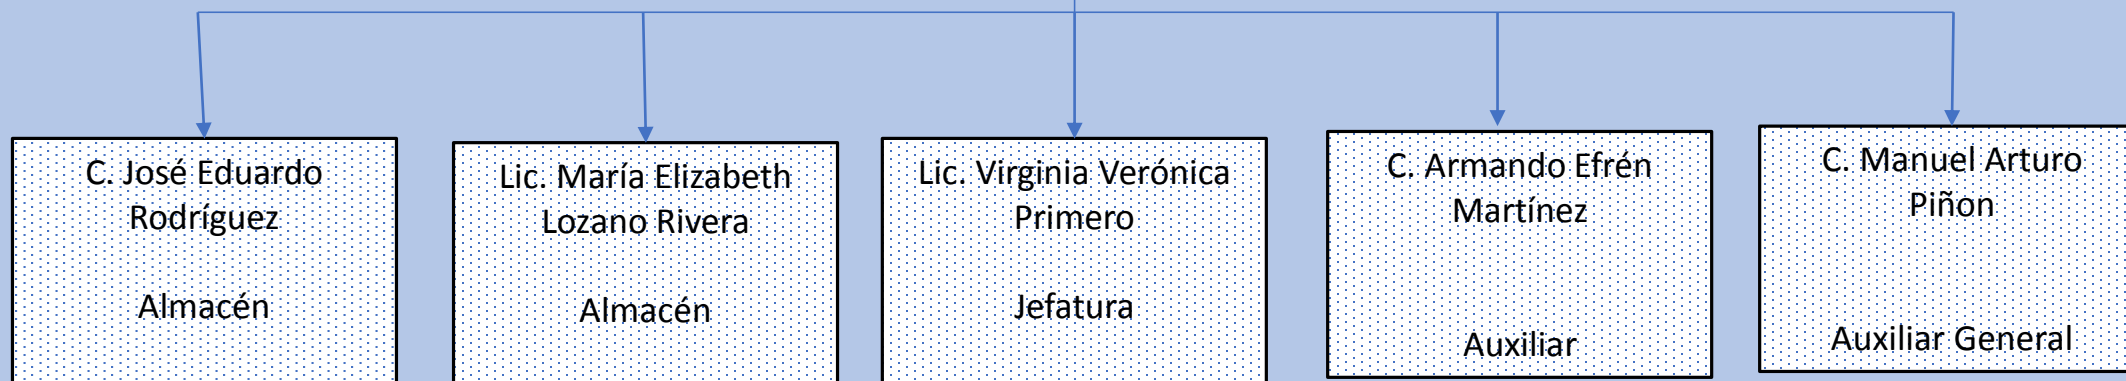 C. José Eduardo
Rodríguez
Almacén
Lic. María Elizabeth
Lozano Rivera
Almacén
Lic. Virginia Verónica
Primero
Jefatura
C. Armando Efrén
Martínez
Auxiliar
C. Manuel Arturo
Piñon
Auxiliar General